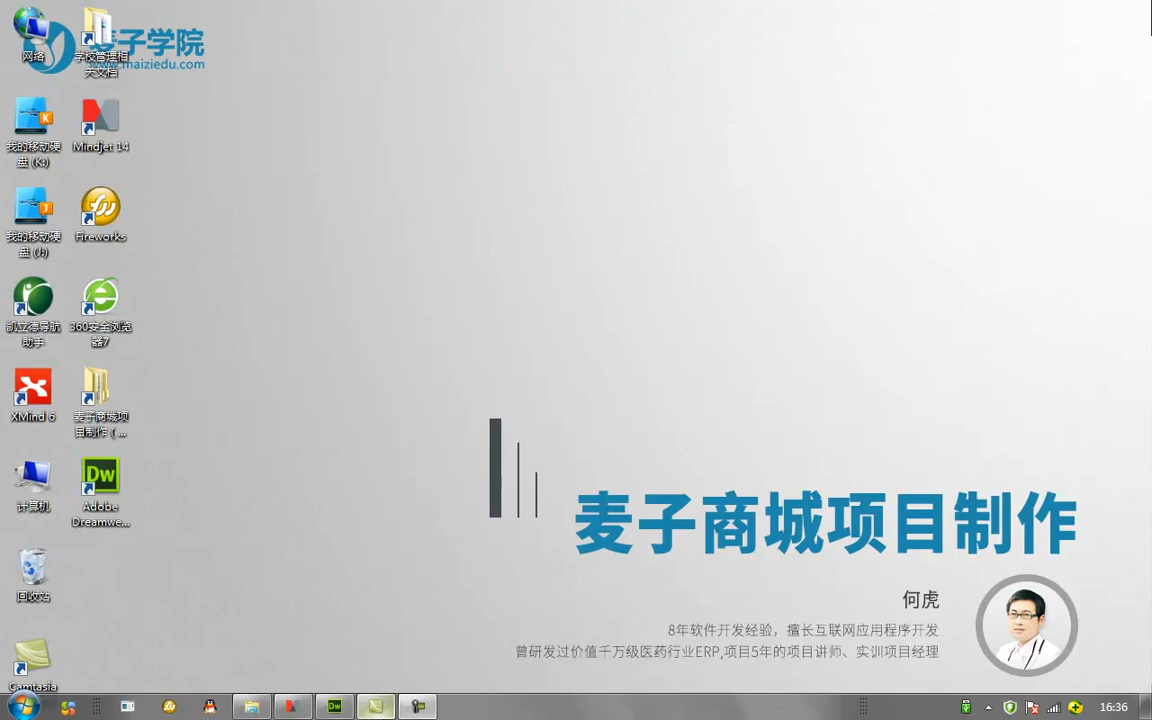 麦子学院
www.maiziedu.com
网络
学校管理相
关文档
我的移动硬
盘 (K:)
Mindjet 14
我的移动硬
盘 (J:)
Fireworks
凯立德导航
助手
360安全浏览
器7
XMind 6
麦子商城项
目制作（ ...
计算机
Adobe
Dreamwe...
回收站
Camtasia
麦子商城项目制作
何虎
8年软件开发经验，擅长互联网应用程序开发
曾研发过价值千万级医药行业ERP,项目5年的项目讲师、实训项目经理
16:36